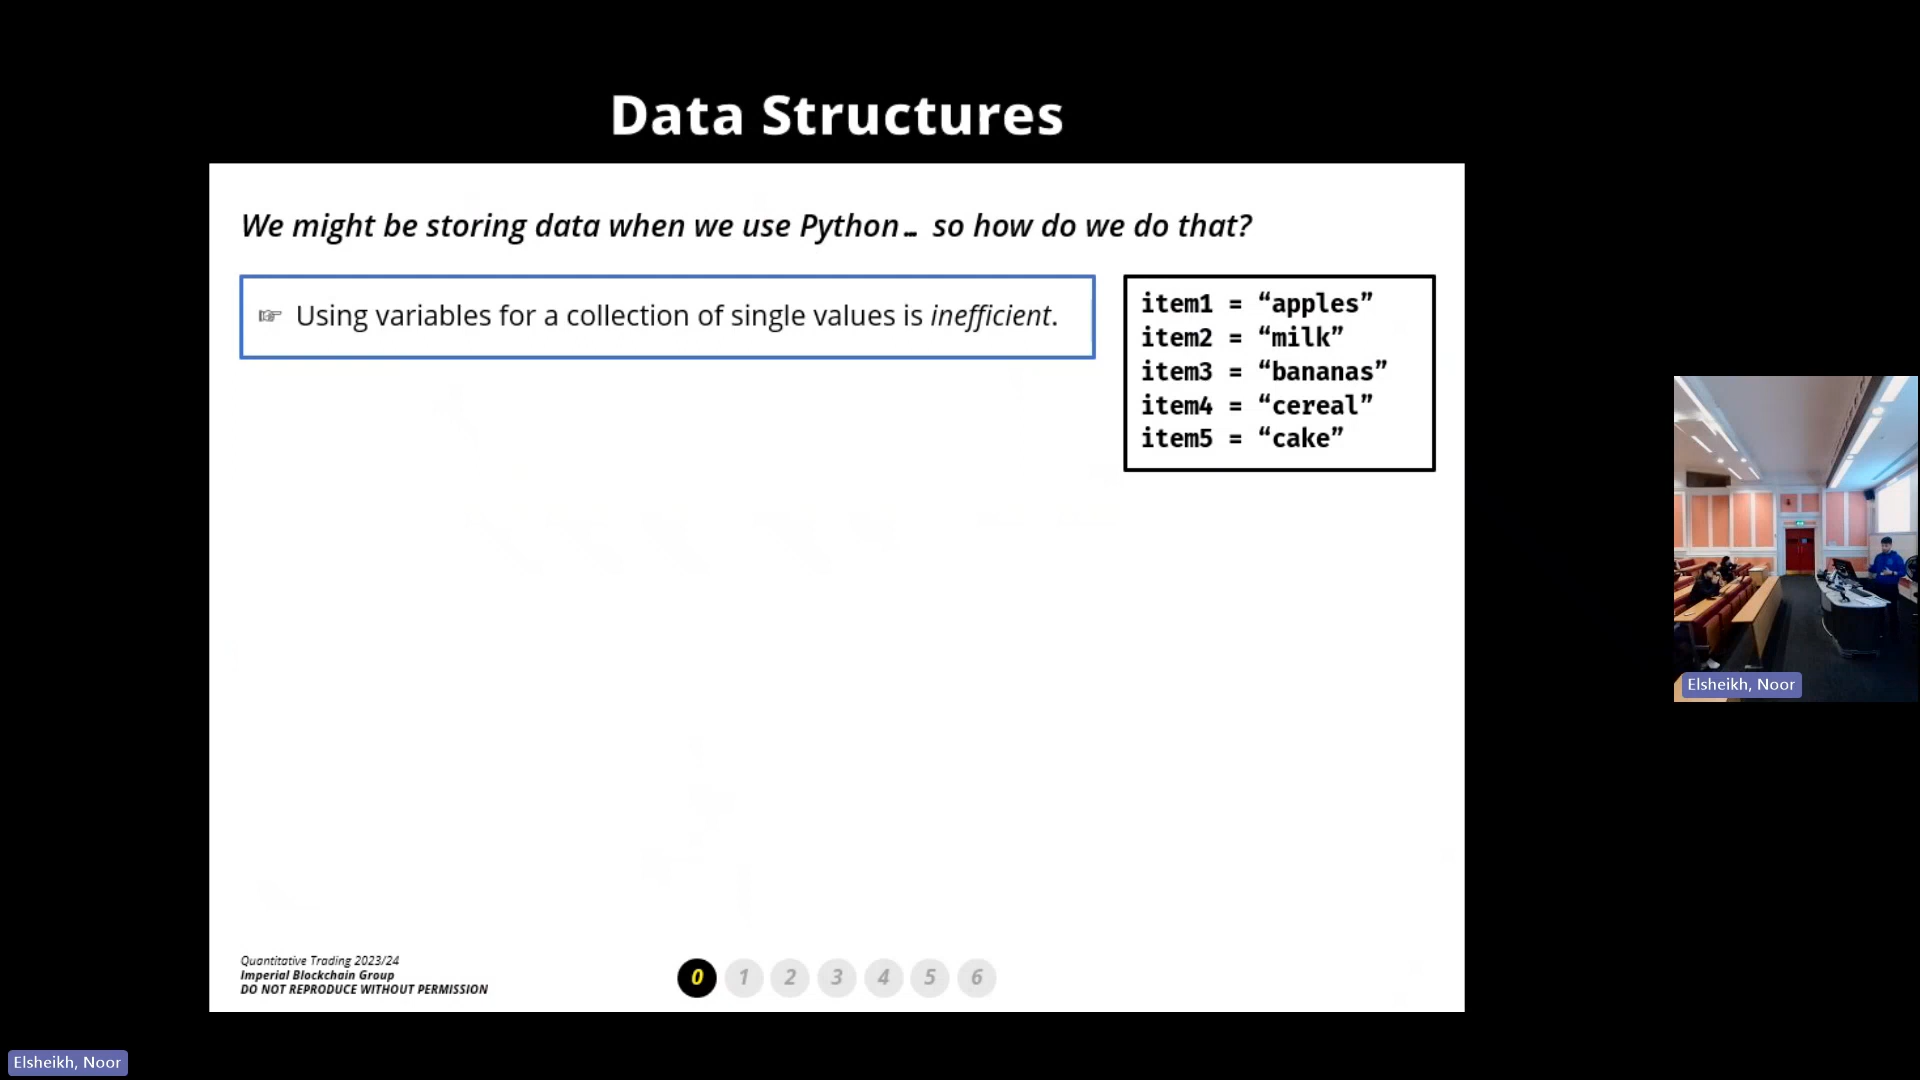 Data Structures
We might be storing data when we use Python… so how do we do that?
☞ Using variables for a collection of single values is inefficient.
item1 = “apples”
item2 = “milk”
item3 = “bananas”
item4 = “cereal”
item5 = “cake”
Quantitative Trading 2023/24
Imperial Blockchain Group
DO NOT REPRODUCE WITHOUT PERMISSION
0 1 2 3 4 5 6
Elsheikh, Noor
Elsheikh, Noor